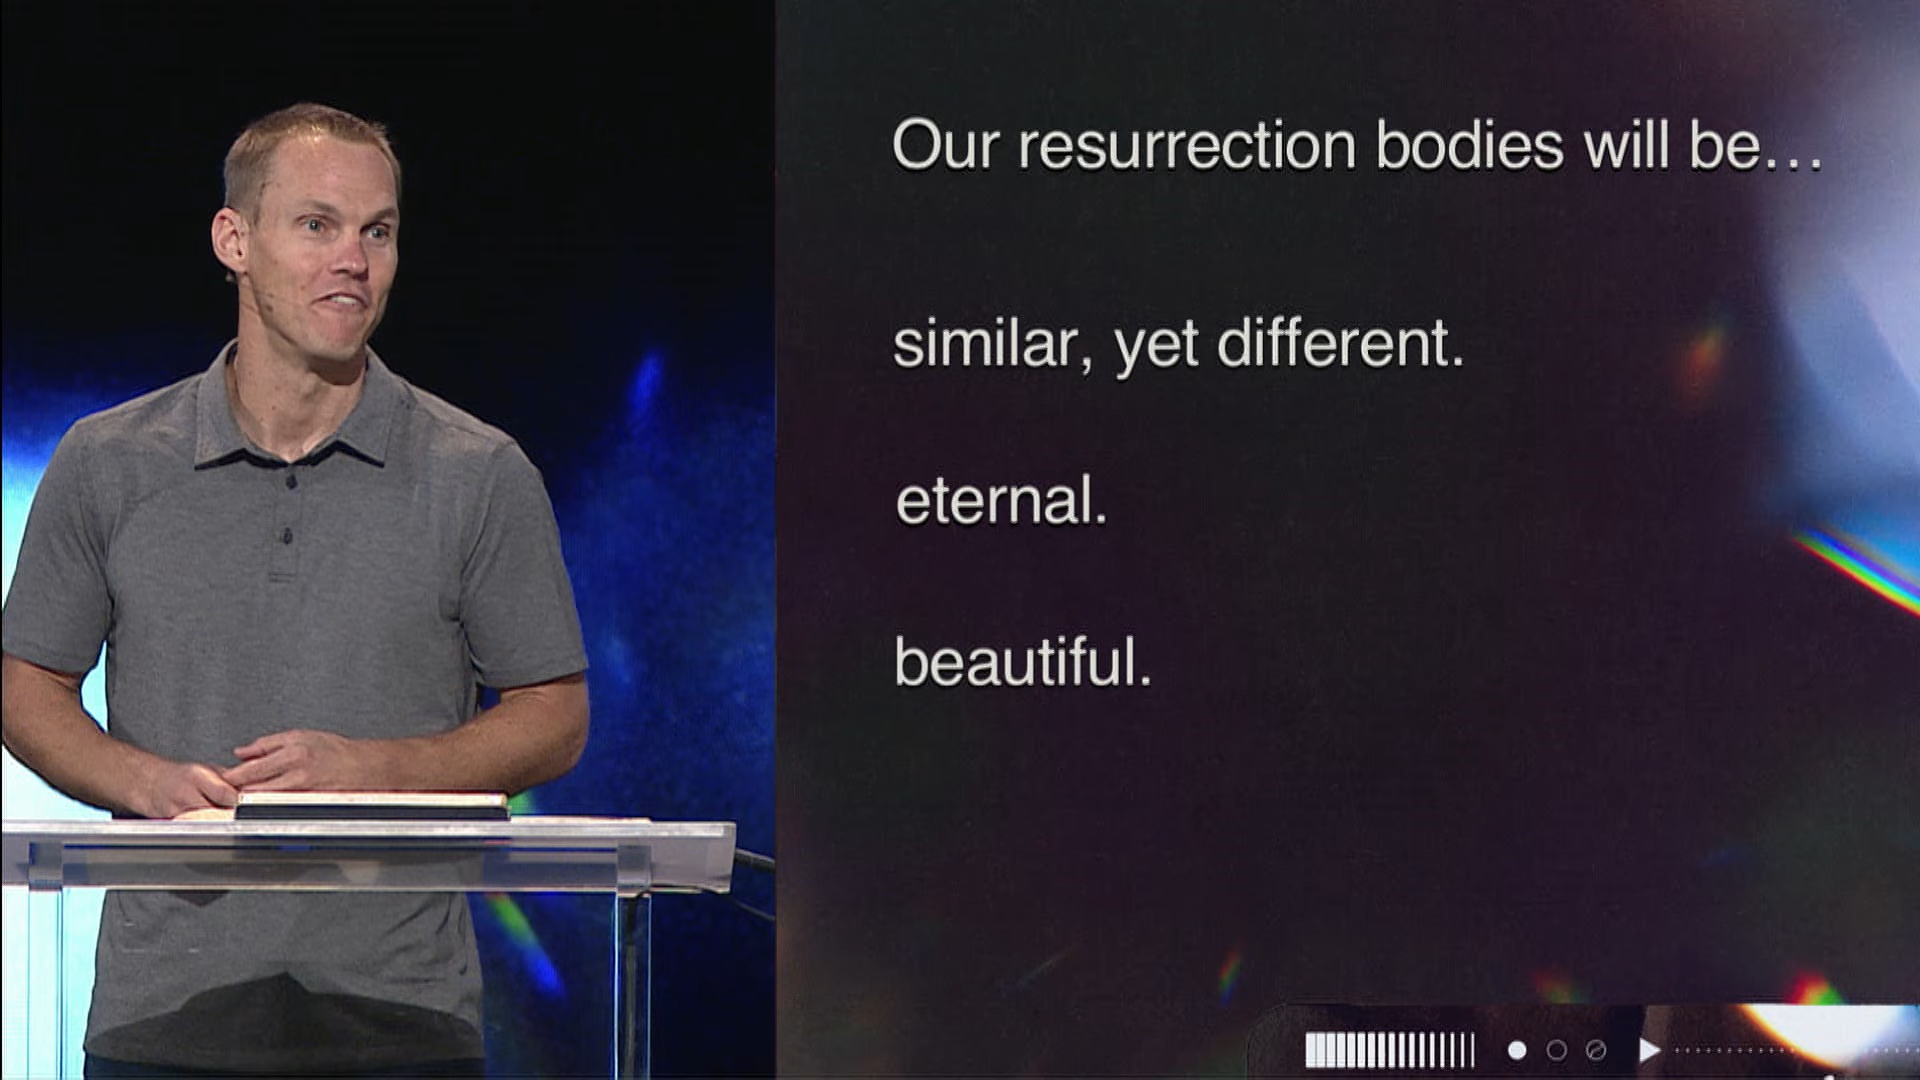 Our resurrection bodies will be…
similar, yet different.
eternal.
beautiful.